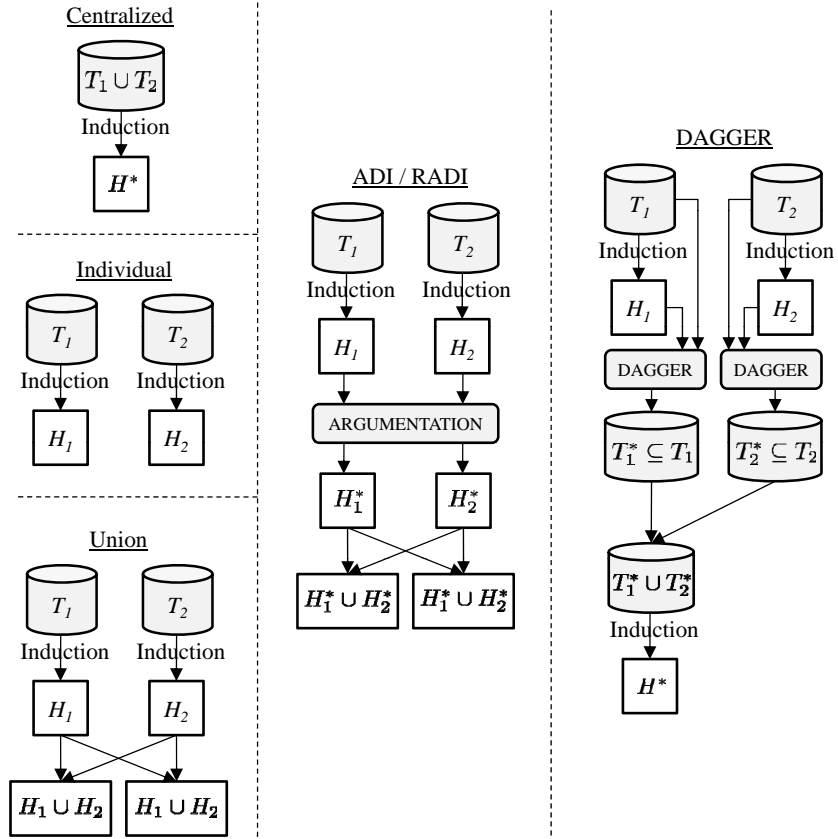 Centralized
T₁ ∪ T₂
Induction
H*
Individual
T₁ T₂
Induction Induction
H₁ H₂
Union
T₁ T₂
Induction Induction
H₁ H₂
H₁ ∪ H₂ H₁ ∪ H₂
ADI / RADI
T₁ T₂
Induction Induction
H₁ H₂
ARGUMENTATION
H₁* H₂*
H₁* ∪ H₂* H₁* ∪ H₂*
DAGGER
T₁ T₂
Induction Induction
H₁ H₂
DAGGER DAGGER
T₁* ⊆ T₁ T₂* ⊆ T₂
T₁* ∪ T₂*
Induction
H*